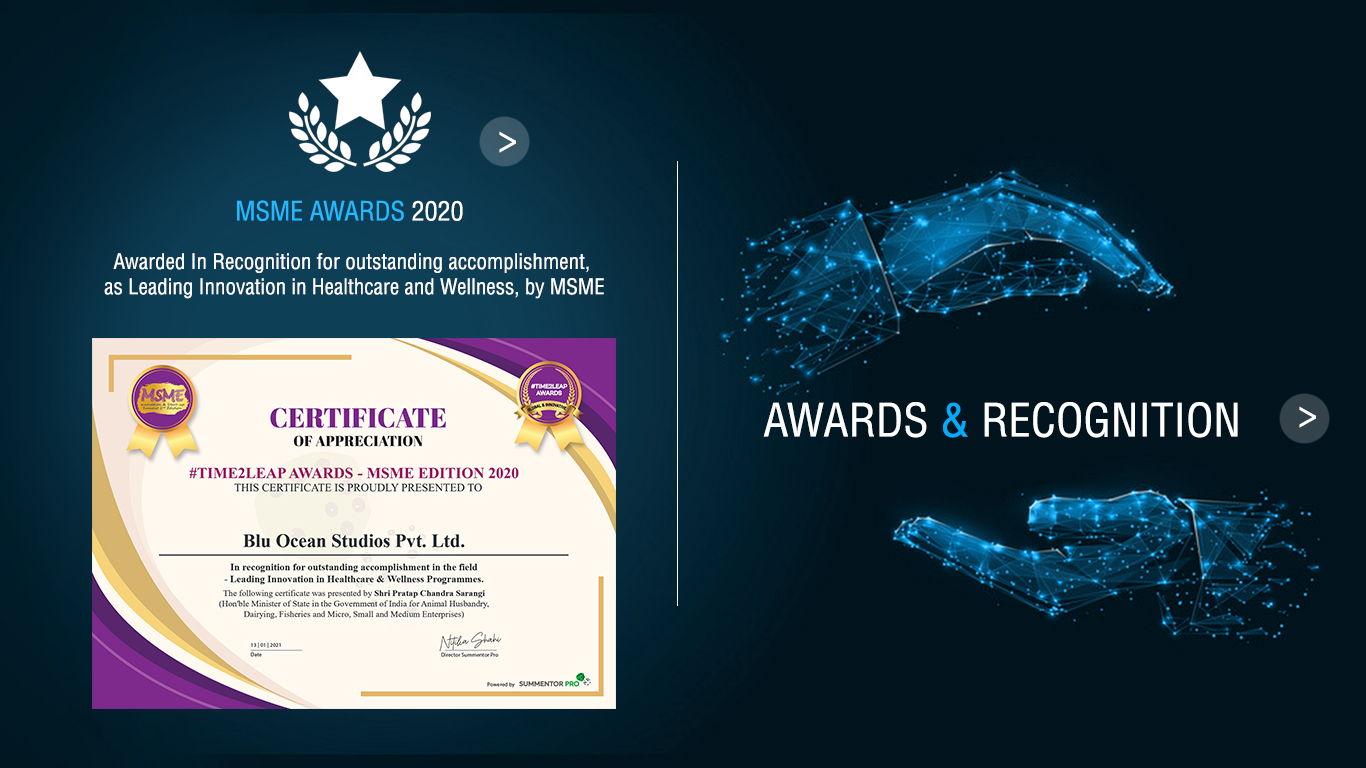 >
MSME AWARDS 2020
Awarded In Recognition for outstanding accomplishment,
as Leading Innovation in Healthcare and Wellness, by MSME
MSME
#TIME2LEAP
AWARDS
GLOBAL & INNOVATIVE
CERTIFICATE
OF APPRECIATION
#TIME2LEAP AWARDS - MSME EDITION 2020
THIS CERTIFICATE IS PROUDLY PRESENTED TO
Blu Ocean Studios Pvt. Ltd.
In recognition for outstanding accomplishment in the field
- Leading Innovation in Healthcare & Wellness Programmes.
The following certificate was presented by Shri Pratap Chandra Sarangi
(Hon'ble Minister of State in the Government of India for Animal Husbandry,
Dairying, Fisheries and Micro, Small and Medium Enterprises)
13 | 01 | 2021
Date
Nitilia Shahi
Director Summentor Pro
Powered by SUMMENTOR PRO
AWARDS & RECOGNITION
>